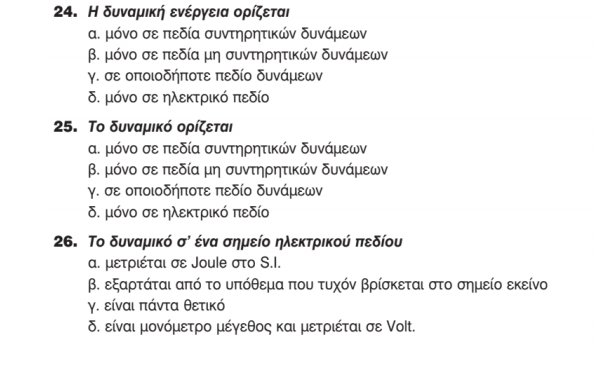 24. Η δυναμική ενέργεια ορίζεται
α. μόνο σε πεδία συντηρητικών δυνάμεων
β. μόνο σε πεδία μη συντηρητικών δυνάμεων
γ. σε οποιοδήποτε πεδίο δυνάμεων
δ. μόνο σε ηλεκτρικό πεδίο
25. Το δυναμικό ορίζεται
α. μόνο σε πεδία συντηρητικών δυνάμεων
β. μόνο σε πεδία μη συντηρητικών δυνάμεων
γ. σε οποιοδήποτε πεδίο δυνάμεων
δ. μόνο σε ηλεκτρικό πεδίο
26. Το δυναμικό σ' ένα σημείο ηλεκτρικού πεδίου
α. μετριέται σε Joule στο S.I.
β. εξαρτάται από το υπόθεμα που τυχόν βρίσκεται στο σημείο εκείνο
γ. είναι πάντα θετικό
δ. είναι μονόμετρο μέγεθος και μετριέται σε Volt.